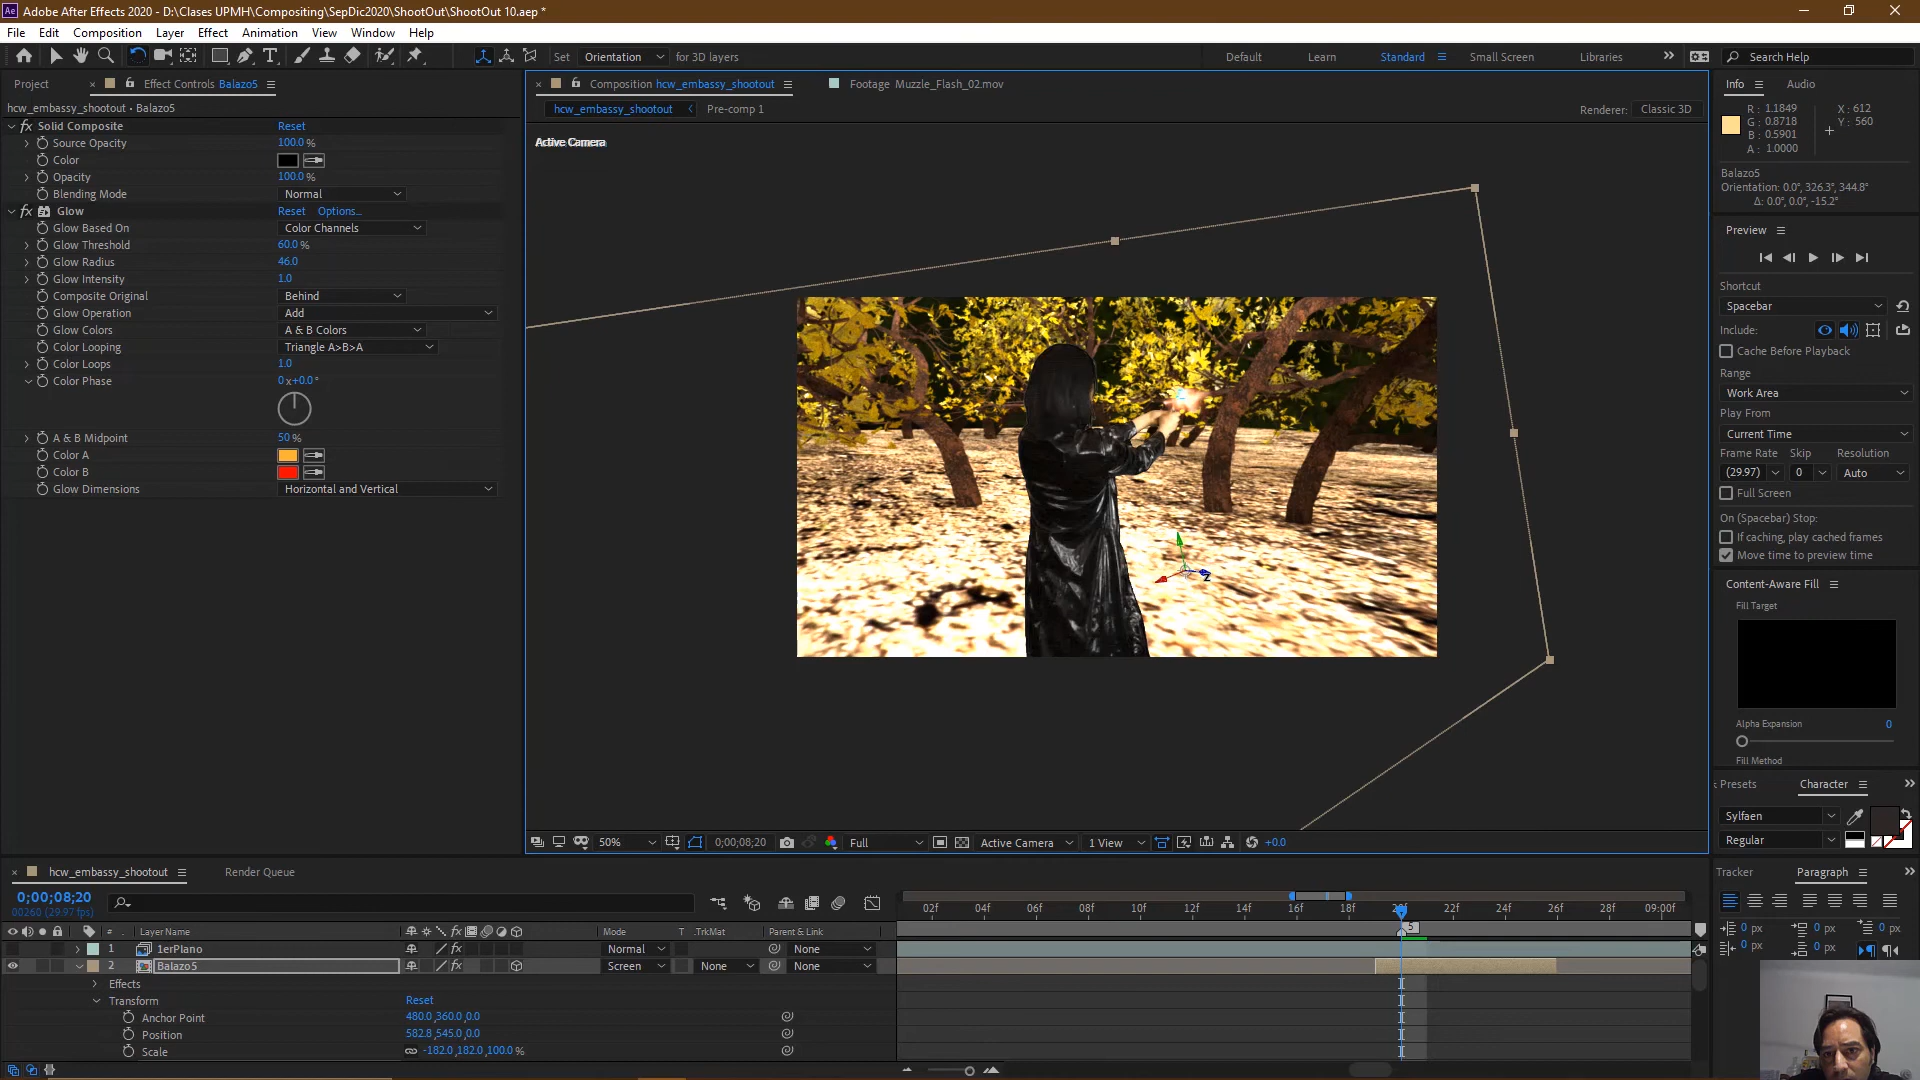 Adobe After Effects 2020 - D:\Clases UPMH\Compositing\SepDic2020\ShootOut\ShootOut 10.aep *
File Edit Composition Layer Effect Animation View Window Help
Set Orientation for 3D layers Default Learn Standard Small Screen Libraries Search Help
Project Effect Controls Balazo5
hcw_embassy_shootout • Balazo5
fx Solid Composite Reset
Source Opacity 100.0 %
Color
Opacity 100.0 %
Blending Mode Normal
fx Glow Reset Options...
Glow Based On Color Channels
Glow Threshold 60.0 %
Glow Radius 46.0
Glow Intensity 1.0
Composite Original Behind
Glow Operation Add
Glow Colors A & B Colors
Color Looping Triangle A>B>A
Color Loops 1.0
Color Phase 0 x+0.0 °
A & B Midpoint 50 %
Color A
Color B
Glow Dimensions Horizontal and Vertical
Composition hcw_embassy_shootout Footage Muzzle_Flash_02.mov
hcw_embassy_shootout Pre-comp 1 Renderer: Classic 3D
Active Camera
Z
50% 0;00;08;20 Full Active Camera 1 View +0.0
Info Audio
R : 1.1849 X : 612
G : 0.8718 Y : 560
B : 0.5901
A : 1.0000
Balazo5
Orientation: 0.0°, 326.3°, 344.8°
Δ: 0.0°, 0.0°, -15.2°
Preview
Shortcut
Spacebar
Include:
Cache Before Playback
Range
Work Area
Play From
Current Time
Frame Rate Skip Resolution
(29.97) 0 Auto
Full Screen
On (Spacebar) Stop:
If caching, play cached frames
Move time to preview time
Content-Aware Fill
Fill Target
Alpha Expansion 0
Fill Method
Presets Character
Sylfaen
Regular
Tracker Paragraph
0 px 0 px 0 px
0 px 0 px
hcw_embassy_shootout Render Queue
0;00;08;20
00260 (29.97 fps)
02f 04f 06f 08f 10f 12f 14f 16f 18f 20f 22f 24f 26f 28f 09:00f
5
# Layer Name Mode T .TrkMat Parent & Link
1 1erPlano fx Normal None
2 Balazo5 fx Screen None None
Effects
Transform Reset
Anchor Point 480.0,360.0,0.0
Position 582.8,545.0,0.0
Scale -182.0,182.0,100.0 %